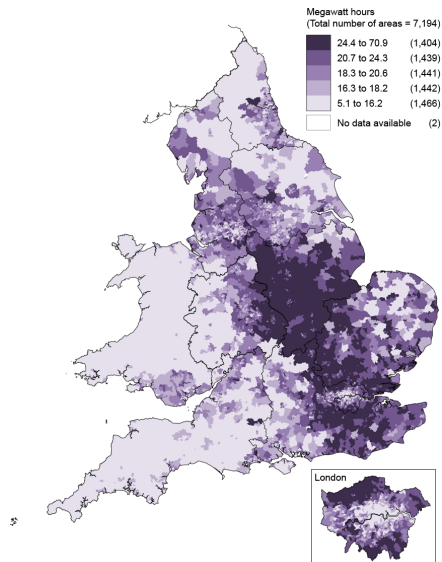 Megawatt hours
(Total number of areas = 7,194)
24.4 to 70.9 (1,404)
20.7 to 24.3 (1,439)
18.3 to 20.6 (1,441)
16.3 to 18.2 (1,442)
5.1 to 16.2 (1,466)
No data available (2)
London